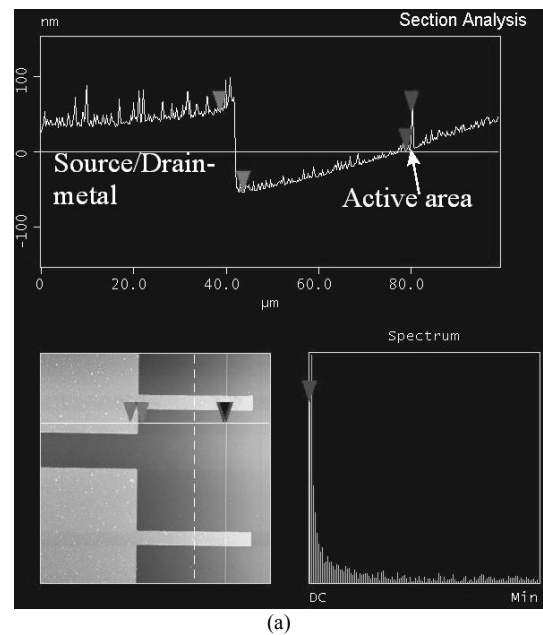 Section Analysis
nm
100
0
-100
Source/Drain-
metal
Active area
0 20.0 40.0 60.0 80.0
µm
Spectrum
DC Min
(a)